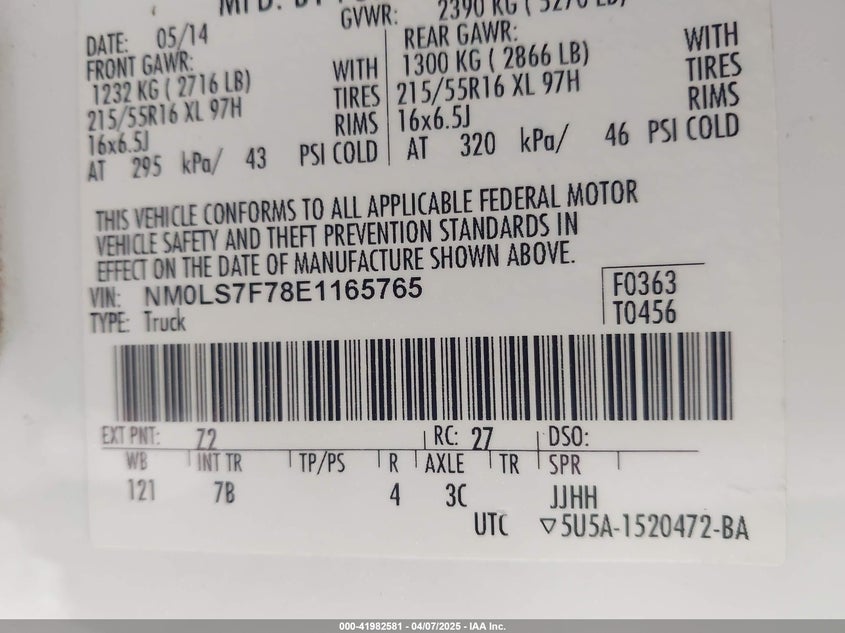 MFD. BY
GVWR: 2390 KG ( 5270 LB)
DATE: 05/14
FRONT GAWR:
1232 KG ( 2716 LB) WITH
215/55R16 XL 97H TIRES
16x6.5J RIMS
AT 295 kPa/ 43 PSI COLD
REAR GAWR:
1300 KG ( 2866 LB) WITH
215/55R16 XL 97H TIRES
16x6.5J RIMS
AT 320 kPa/ 46 PSI COLD
THIS VEHICLE CONFORMS TO ALL APPLICABLE FEDERAL MOTOR
VEHICLE SAFETY AND THEFT PREVENTION STANDARDS IN
EFFECT ON THE DATE OF MANUFACTURE SHOWN ABOVE.
VIN: NM0LS7F78E1165765 F0363
TYPE: Truck T0456
EXT PNT: Z2 RC: 27 DSO:
WB INT TR TP/PS R AXLE TR SPR
121 7B 4 3C JJHH
UTC ▽5U5A-1520472-BA
000-41982581 - 04/07/2025 - IAA Inc.